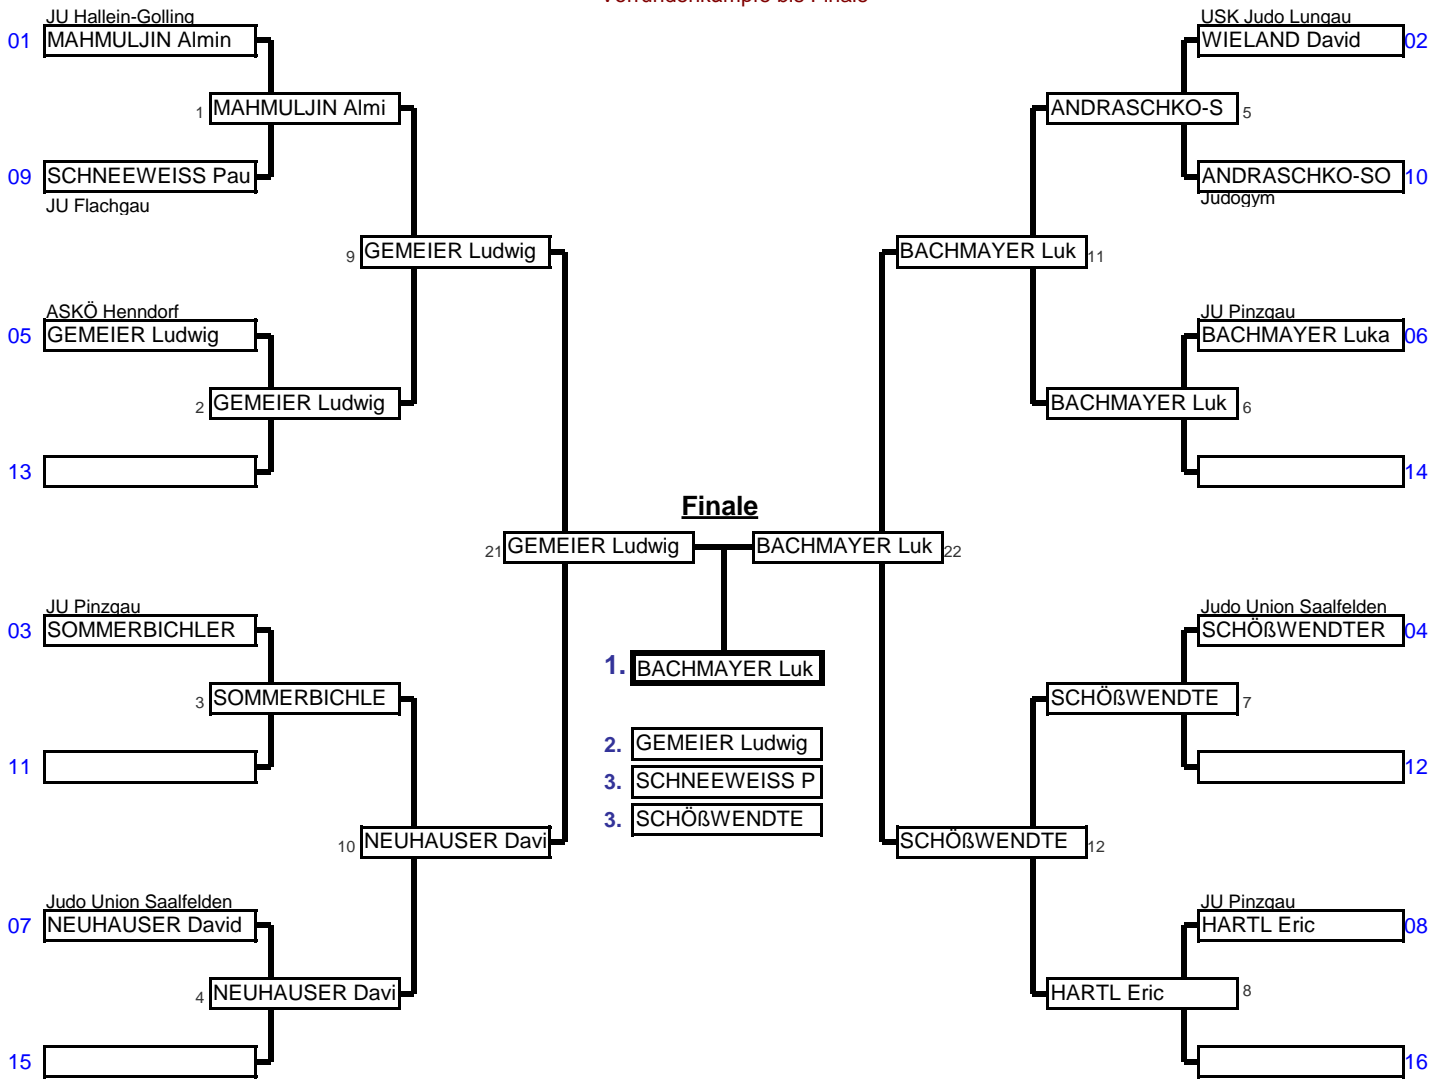 Vorrundenkämpfe bis Finale
JU Hallein-Golling
01 MAHMULJIN Almin
1 MAHMULJIN Almi
09 SCHNEEWEISS Pau
JU Flachgau
9 GEMEIER Ludwig
ASKÖ Henndorf
05 GEMEIER Ludwig
2 GEMEIER Ludwig
13
21 GEMEIER Ludwig
JU Pinzgau
03 SOMMERBICHLER
3 SOMMERBICHLE
11
10 NEUHAUSER Davi
Judo Union Saalfelden
07 NEUHAUSER David
4 NEUHAUSER Davi
15
Finale
1. BACHMAYER Luk
2. GEMEIER Ludwig
3. SCHNEEWEISS P
3. SCHÖßWENDTE
USK Judo Lungau
WIELAND David 02
ANDRASCHKO-S 5
ANDRASCHKO-SO 10
Judogym
BACHMAYER Luk 11
JU Pinzgau
BACHMAYER Luka 06
BACHMAYER Luk 6
14
BACHMAYER Luk 22
Judo Union Saalfelden
SCHÖßWENDTER 04
SCHÖßWENDTE 7
12
SCHÖßWENDTE 12
JU Pinzgau
HARTL Eric 08
HARTL Eric 8
16